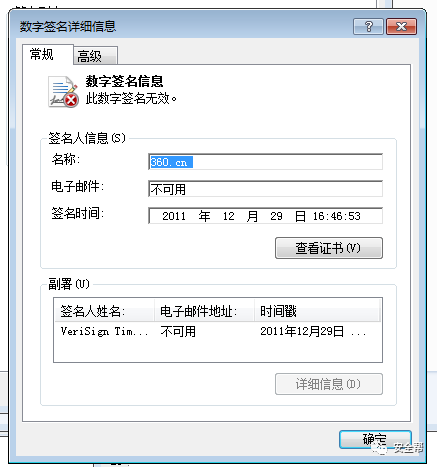 数字签名详细信息
常规 高级
数字签名信息
此数字签名无效。
签名人信息(S)
名称: 360.cn
电子邮件: 不可用
签名时间: 2011 年 12 月 29 日 16:46:53
查看证书(V)
副署(U)
签名人姓名: 电子邮件地址: 时间戳
VeriSign Tim... 不可用 2011年12月29日 ...
详细信息(D)
确定
安全帮